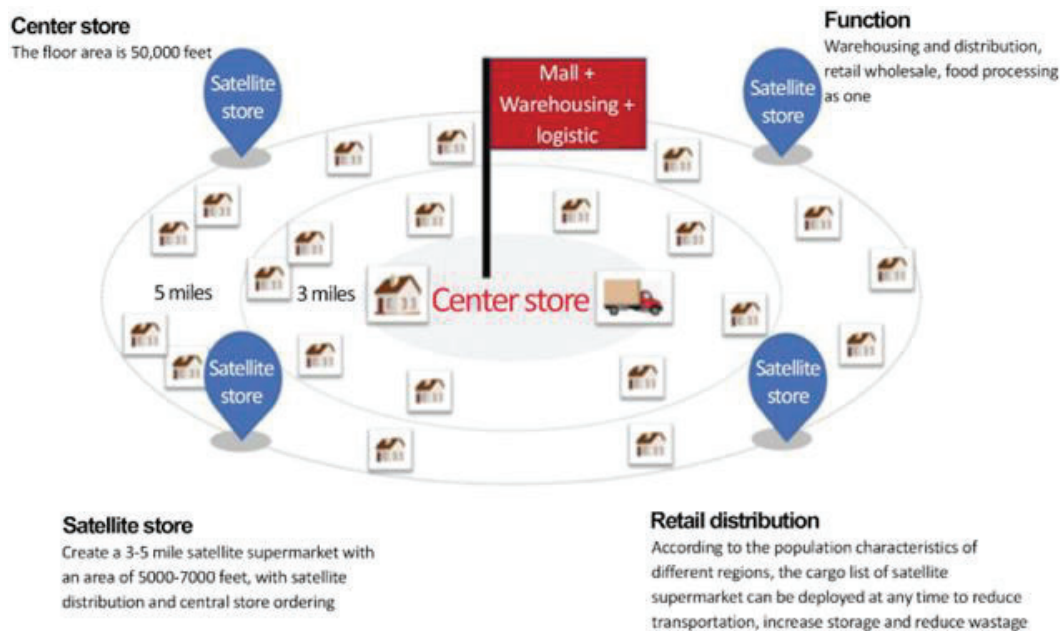 Center store
The floor area is 50,000 feet
Function
Warehousing and distribution,
retail wholesale, food processing
as one
Satellite
store
Mall +
Warehousing +
logistic
Satellite
store
5 miles
3 miles
Center store
Satellite
store
Satellite
store
Satellite store
Create a 3-5 mile satellite supermarket with
an area of 5000-7000 feet, with satellite
distribution and central store ordering
Retail distribution
According to the population characteristics of
different regions, the cargo list of satellite
supermarket can be deployed at any time to reduce
transportation, increase storage and reduce wastage